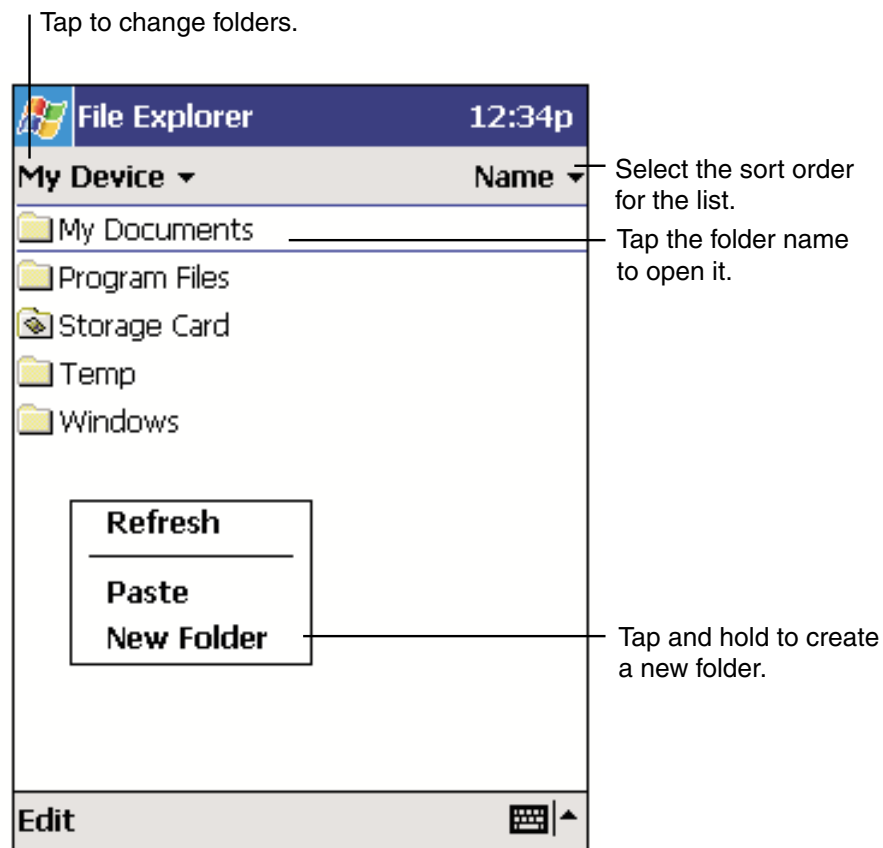 Tap to change folders.
File Explorer 12:34p
My Device Name
Select the sort order
for the list.
My Documents
Tap the folder name
to open it.
Program Files
Storage Card
Temp
Windows
Refresh
Paste
New Folder
Tap and hold to create
a new folder.
Edit